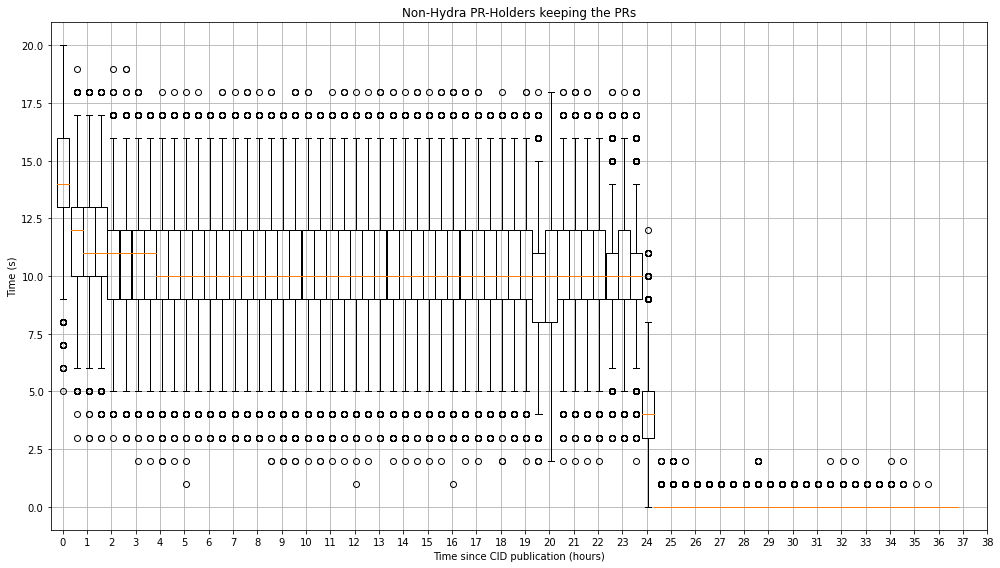 Non-Hydra PR-Holders keeping the PRs
20.0
17.5
15.0
12.5
10.0
7.5
5.0
2.5
0.0
Time (s)
0 1 2 3 4 5 6 7 8 9 10 11 12 13 14 15 16 17 18 19 20 21 22 23 24 25 26 27 28 29 30 31 32 33 34 35 36 37 38
Time since CID publication (hours)